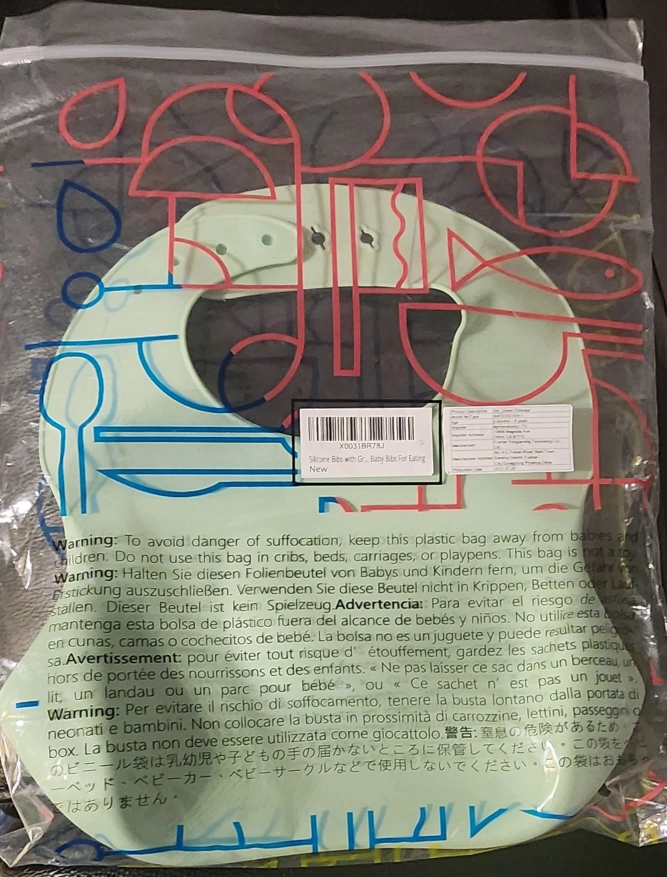 X0031BR78J
Silicone Bibs with Gr... Baby Bibs For Eating
New
Warning: To avoid danger of suffocation, keep this plastic bag away from babies and
children. Do not use this bag in cribs, beds, carriages, or playpens. This bag is not a toy.
Warning: Halten Sie diesen Folienbeutel von Babys und Kindern fern, um die Gefahr von
Erstickung auszuschließen. Verwenden Sie diese Beutel nicht in Krippen, Betten oder Lauf-
ställen. Dieser Beutel ist kein Spielzeug.Advertencia: Para evitar el riesgo de
mantenga esta bolsa de plástico fuera del alcance de bebés y niños. No utilice esta bolsa
en cunas, camas o cochecitos de bebé. La bolsa no es un juguete y puede resultar peligro-
sa.Avertissement: pour éviter tout risque d' étouffement, gardez les sachets plastiques
hors de portée des nourrissons et des enfants. « Ne pas laisser ce sac dans un berceau, un
lit, un landau ou un parc pour bébé », ou « Ce sachet n' est pas un jouet ».
Warning: Per evitare il rischio di soffocamento, tenere la busta lontano dalla portata di
neonati e bambini. Non collocare la busta in prossimità di carrozzine, lettini, passeggini o
box. La busta non deve essere utilizzata come giocattolo.警告: 窒息の危険があるため
のビニール袋は乳幼児や子どもの手の届かないところに保管してください。この袋をベビ
ーベッド、ベビーカー、ベビーサークルなどで使用しないでください。この袋はおもちゃ
ではありません。